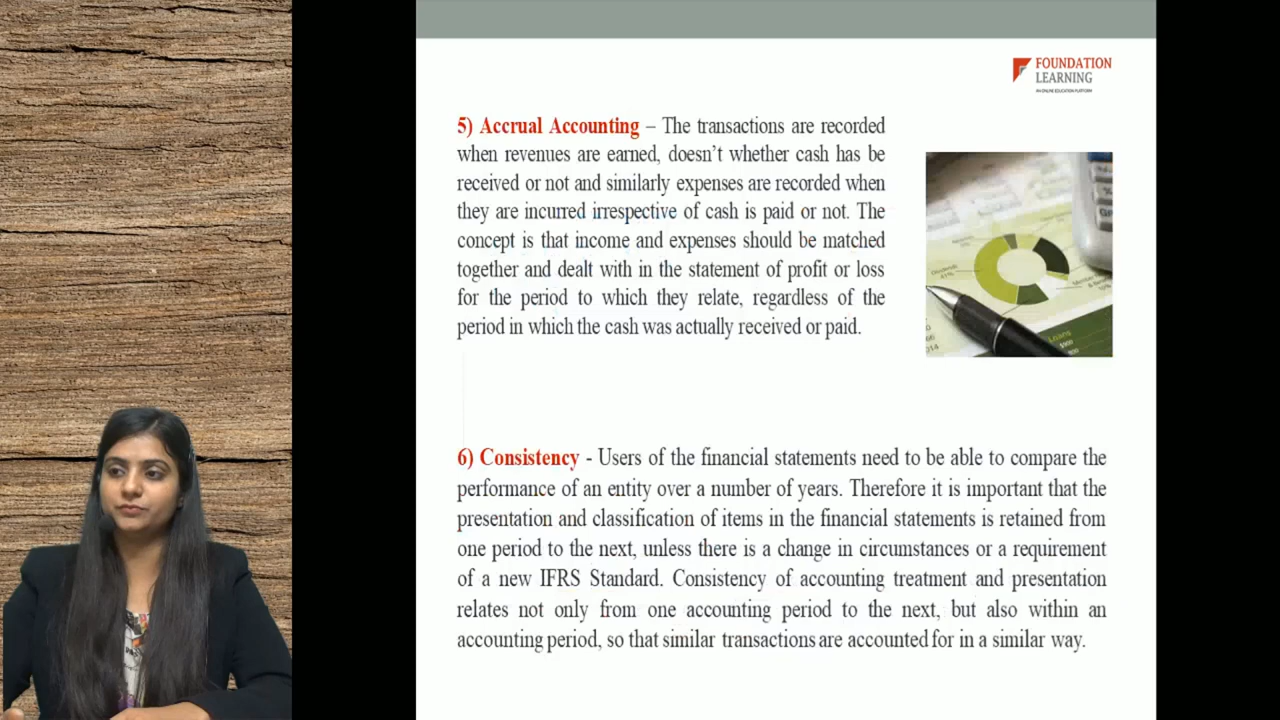 FOUNDATION
LEARNING
AN ONLINE EDUCATION PLATFORM
5) Accrual Accounting – The transactions are recorded
when revenues are earned, doesn't whether cash has be
received or not and similarly expenses are recorded when
they are incurred irrespective of cash is paid or not. The
concept is that income and expenses should be matched
together and dealt with in the statement of profit or loss
for the period to which they relate, regardless of the
period in which the cash was actually received or paid.
Loans
6) Consistency - Users of the financial statements need to be able to compare the
performance of an entity over a number of years. Therefore it is important that the
presentation and classification of items in the financial statements is retained from
one period to the next, unless there is a change in circumstances or a requirement
of a new IFRS Standard. Consistency of accounting treatment and presentation
relates not only from one accounting period to the next, but also within an
accounting period, so that similar transactions are accounted for in a similar way.